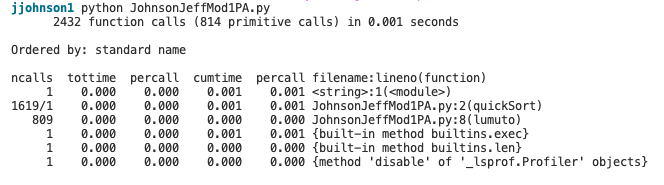 jjohnson1 python JohnsonJeffMod1PA.py
2432 function calls (814 primitive calls) in 0.001 seconds
Ordered by: standard name
ncalls tottime percall cumtime percall filename:lineno(function)
1 0.000 0.000 0.001 0.001 <string>:1(<module>)
1619/1 0.000 0.000 0.001 0.001 JohnsonJeffMod1PA.py:2(quickSort)
809 0.000 0.000 0.000 0.000 JohnsonJeffMod1PA.py:8(lumuto)
1 0.000 0.000 0.001 0.001 {built-in method builtins.exec}
1 0.000 0.000 0.000 0.000 {built-in method builtins.len}
1 0.000 0.000 0.000 0.000 {method 'disable' of '_lsprof.Profiler' objects}